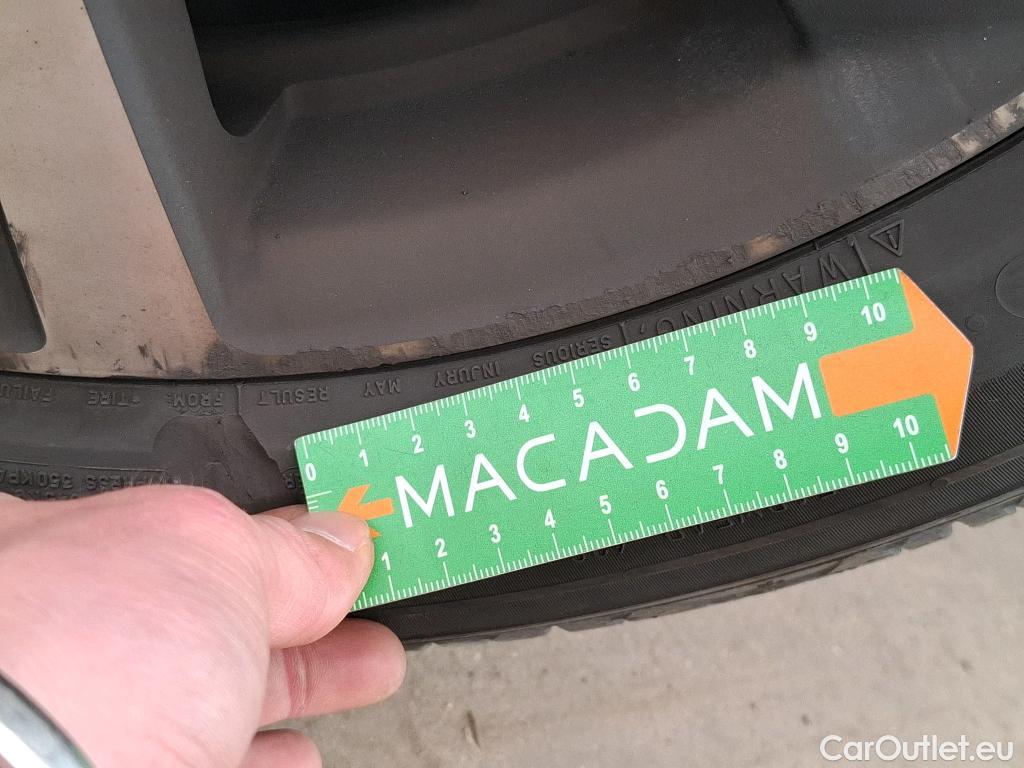 WARNING,
SERIOUS
INJURY
MAY
RESULT
FROM:
*TIRE
0 1 2 3 4 5 6 7 8 9 10
MACADAM
1 2 3 4 5 6 7 8 9 10
350KPA
CarOutlet.eu